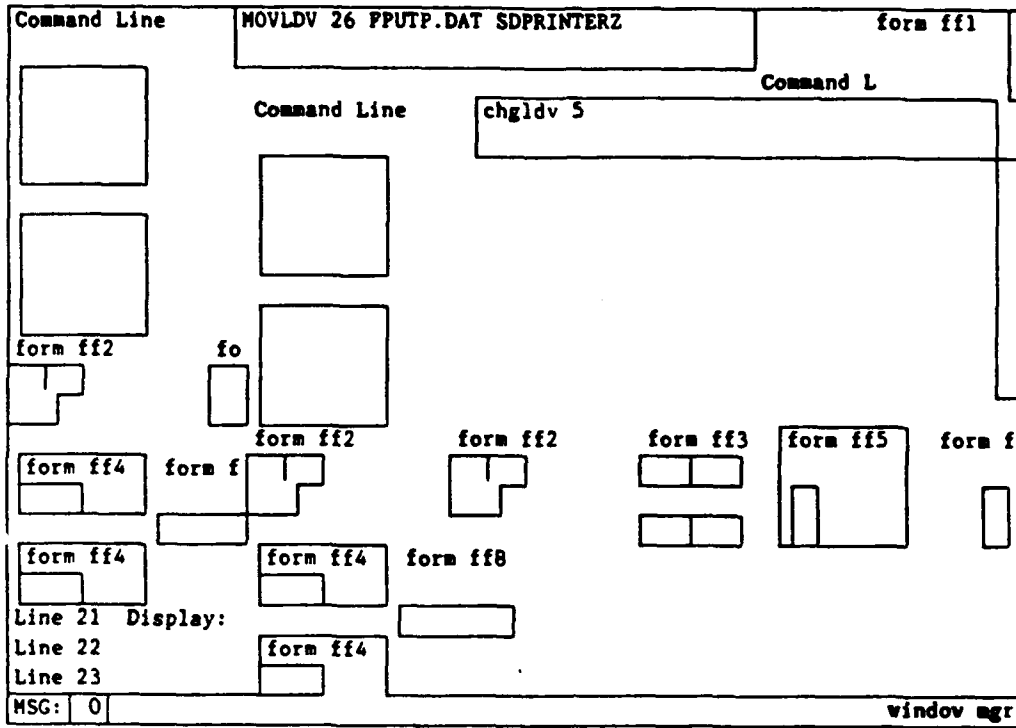 Command Line MOVLDV 26 FPUTP.DAT SDPRINTERZ form ff1
Command L
Command Line chgldv 5
form ff2 fo
form ff2 form ff2 form ff3 form ff5 form f
form ff4 form f
form ff4 form ff4 form ff8
Line 21 Display:
Line 22 form ff4
Line 23
MSG: 0 window mgr